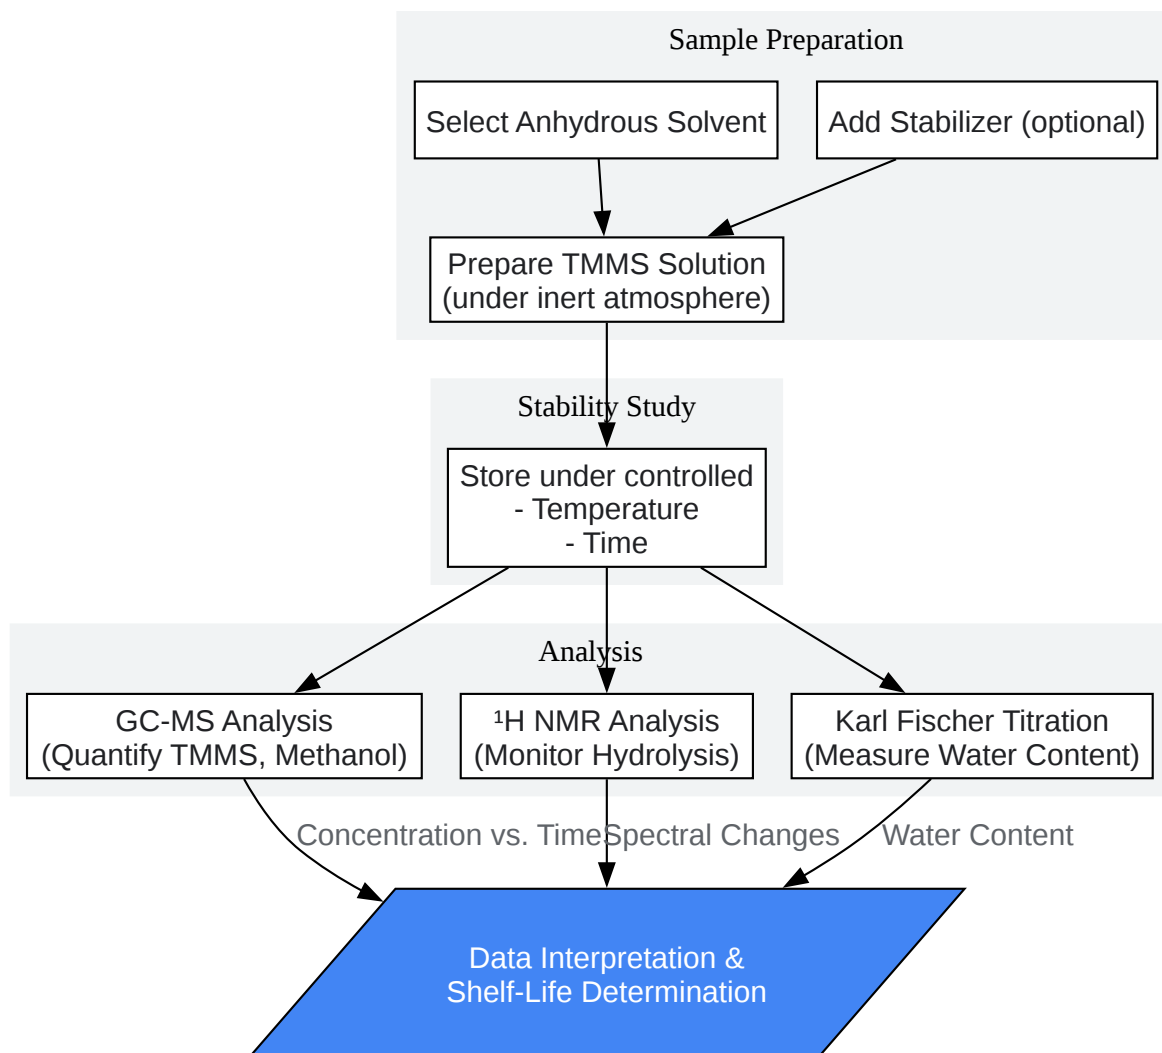 Sample Preparation
Select Anhydrous Solvent
Add Stabilizer (optional)
Prepare TMMS Solution
(under inert atmosphere)
Stability Study
Store under controlled
- Temperature
- Time
Analysis
GC-MS Analysis
(Quantify TMMS, Methanol)
¹H NMR Analysis
(Monitor Hydrolysis)
Karl Fischer Titration
(Measure Water Content)
Concentration vs. Time
Spectral Changes
Water Content
Data Interpretation &
Shelf-Life Determination